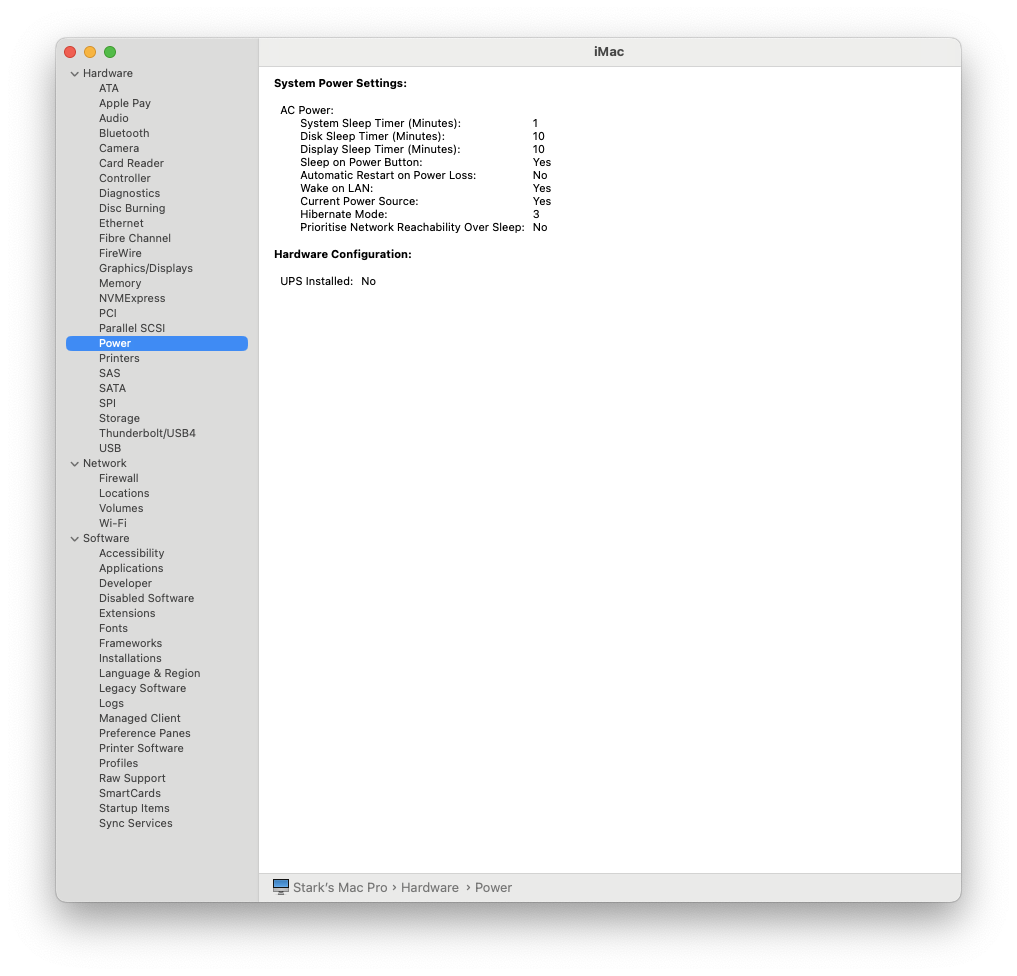 iMac
Hardware
ATA
Apple Pay
Audio
Bluetooth
Camera
Card Reader
Controller
Diagnostics
Disc Burning
Ethernet
Fibre Channel
FireWire
Graphics/Displays
Memory
NVMExpress
PCI
Parallel SCSI
Power
Printers
SAS
SATA
SPI
Storage
Thunderbolt/USB4
USB
Network
Firewall
Locations
Volumes
Wi-Fi
Software
Accessibility
Applications
Developer
Disabled Software
Extensions
Fonts
Frameworks
Installations
Language & Region
Legacy Software
Logs
Managed Client
Preference Panes
Printer Software
Profiles
Raw Support
SmartCards
Startup Items
Sync Services
System Power Settings:
AC Power:
System Sleep Timer (Minutes): 1
Disk Sleep Timer (Minutes): 10
Display Sleep Timer (Minutes): 10
Sleep on Power Button: Yes
Automatic Restart on Power Loss: No
Wake on LAN: Yes
Current Power Source: Yes
Hibernate Mode: 3
Prioritise Network Reachability Over Sleep: No
Hardware Configuration:
UPS Installed: No
Stark's Mac Pro › Hardware › Power